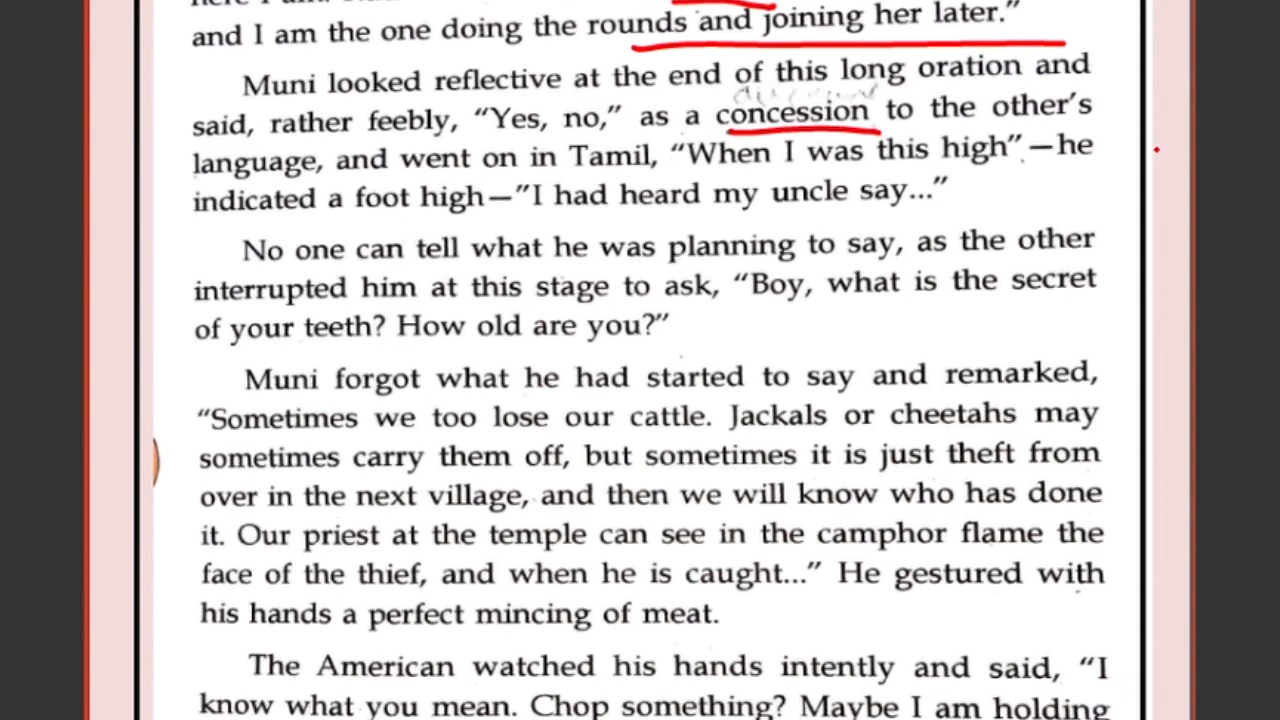 and I am the one doing the rounds and joining her later.”
Muni looked reflective at the end of this long oration and
said, rather feebly, “Yes, no,” as a concession to the other’s
language, and went on in Tamil, “When I was this high”—he
indicated a foot high—“I had heard my uncle say...”
No one can tell what he was planning to say, as the other
interrupted him at this stage to ask, “Boy, what is the secret
of your teeth? How old are you?”
Muni forgot what he had started to say and remarked,
“Sometimes we too lose our cattle. Jackals or cheetahs may
sometimes carry them off, but sometimes it is just theft from
over in the next village, and then we will know who has done
it. Our priest at the temple can see in the camphor flame the
face of the thief, and when he is caught...” He gestured with
his hands a perfect mincing of meat.
The American watched his hands intently and said, “I
know what you mean. Chop something? Maybe I am holding